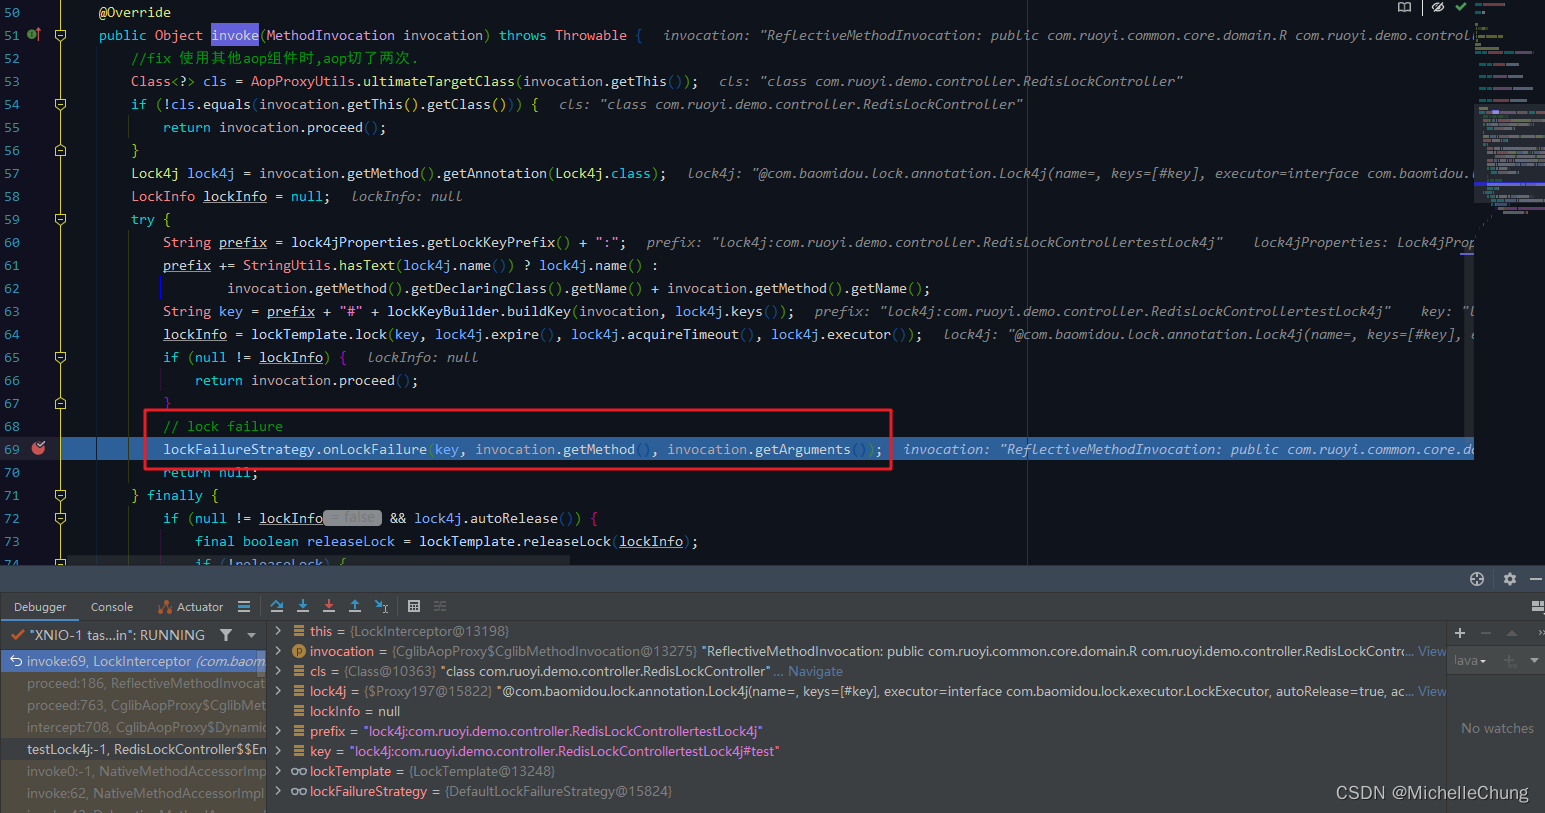 50 @Override
51 public Object invoke(MethodInvocation invocation) throws Throwable { invocation: "ReflectiveMethodInvocation: public com.ruoyi.common.core.domain.R com.ruoyi.demo.controll
52 //fix 使用其他aop组件时,aop切了两次.
53 Class<?> cls = AopProxyUtils.ultimateTargetClass(invocation.getThis()); cls: "class com.ruoyi.demo.controller.RedisLockController"
54 if (!cls.equals(invocation.getThis().getClass())) { cls: "class com.ruoyi.demo.controller.RedisLockController"
55 return invocation.proceed();
56 }
57 Lock4j lock4j = invocation.getMethod().getAnnotation(Lock4j.class); lock4j: "@com.baomidou.lock.annotation.Lock4j(name=, keys=[#key], executor=interface com.baomidou.l
58 LockInfo lockInfo = null; lockInfo: null
59 try {
60 String prefix = lock4jProperties.getLockKeyPrefix() + ":"; prefix: "lock4j:com.ruoyi.demo.controller.RedisLockControllertestLock4j" lock4jProperties: Lock4jProp
61 prefix += StringUtils.hasText(lock4j.name()) ? lock4j.name() :
62 invocation.getMethod().getDeclaringClass().getName() + invocation.getMethod().getName();
63 String key = prefix + "#" + lockKeyBuilder.buildKey(invocation, lock4j.keys()); prefix: "lock4j:com.ruoyi.demo.controller.RedisLockControllertestLock4j" key: "l
64 lockInfo = lockTemplate.lock(key, lock4j.expire(), lock4j.acquireTimeout(), lock4j.executor()); lock4j: "@com.baomidou.lock.annotation.Lock4j(name=, keys=[#key], e
65 if (null != lockInfo) { lockInfo: null
66 return invocation.proceed();
67 }
68 // lock failure
69 lockFailureStrategy.onLockFailure(key, invocation.getMethod(), invocation.getArguments()); invocation: "ReflectiveMethodInvocation: public com.ruoyi.common.core.do
70 return null;
71 } finally {
72 if (null != lockInfo = false && lock4j.autoRelease()) {
73 final boolean releaseLock = lockTemplate.releaseLock(lockInfo);
74 if (!releaseLock) {
Debugger Console Actuator
"XNIO-1 tas...in": RUNNING
invoke:69, LockInterceptor (com.baom
proceed:186, ReflectiveMethodInvocat
proceed:763, CglibAopProxy$CglibMet
intercept:708, CglibAopProxy$Dynamic
testLock4j:-1, RedisLockController$$En
invoke0:-1, NativeMethodAccessorImp
invoke:62, NativeMethodAccessorImpl
this = {LockInterceptor@13198}
invocation = {CglibAopProxy$CglibMethodInvocation@13275} "ReflectiveMethodInvocation: public com.ruoyi.common.core.domain.R com.ruoyi.demo.controller.RedisLockContro... View
cls = {Class@10363} "class com.ruoyi.demo.controller.RedisLockController" ... Navigate
lock4j = {$Proxy197@15822} "@com.baomidou.lock.annotation.Lock4j(name=, keys=[#key], executor=interface com.baomidou.lock.executor.LockExecutor, autoRelease=true, ac... View
lockInfo = null
prefix = "lock4j:com.ruoyi.demo.controller.RedisLockControllertestLock4j"
key = "lock4j:com.ruoyi.demo.controller.RedisLockControllertestLock4j#test"
lockTemplate = {LockTemplate@13248}
lockFailureStrategy = {DefaultLockFailureStrategy@15824}
Java
No watches
CSDN @MichelleChung